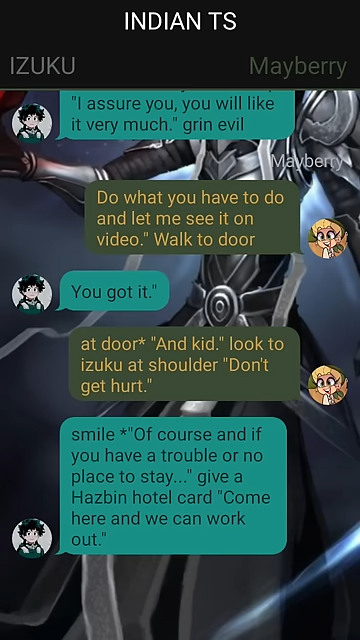 INDIAN TS
IZUKU Mayberry
"I assure you, you will like
it very much." grin evil
Mayberry
Do what you have to do
and let me see it on
video." Walk to door
You got it."
at door* "And kid." look to
izuku at shoulder "Don't
get hurt."
smile *"Of course and if
you have a trouble or no
place to stay..." give a
Hazbin hotel card "Come
here and we can work
out."